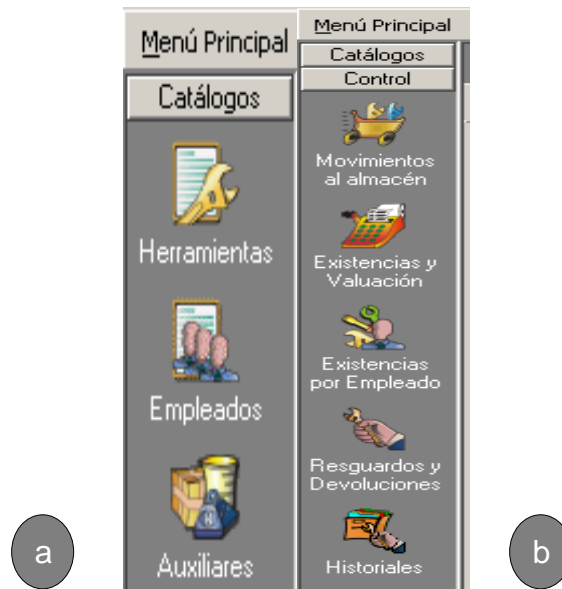 Menú Principal
Catálogos
Herramientas
Empleados
Auxiliares
a
Menú Principal
Catálogos
Control
Movimientos
al almacén
Existencias y
Valuación
Existencias
por Empleado
Resguardos y
Devoluciones
Historiales
b